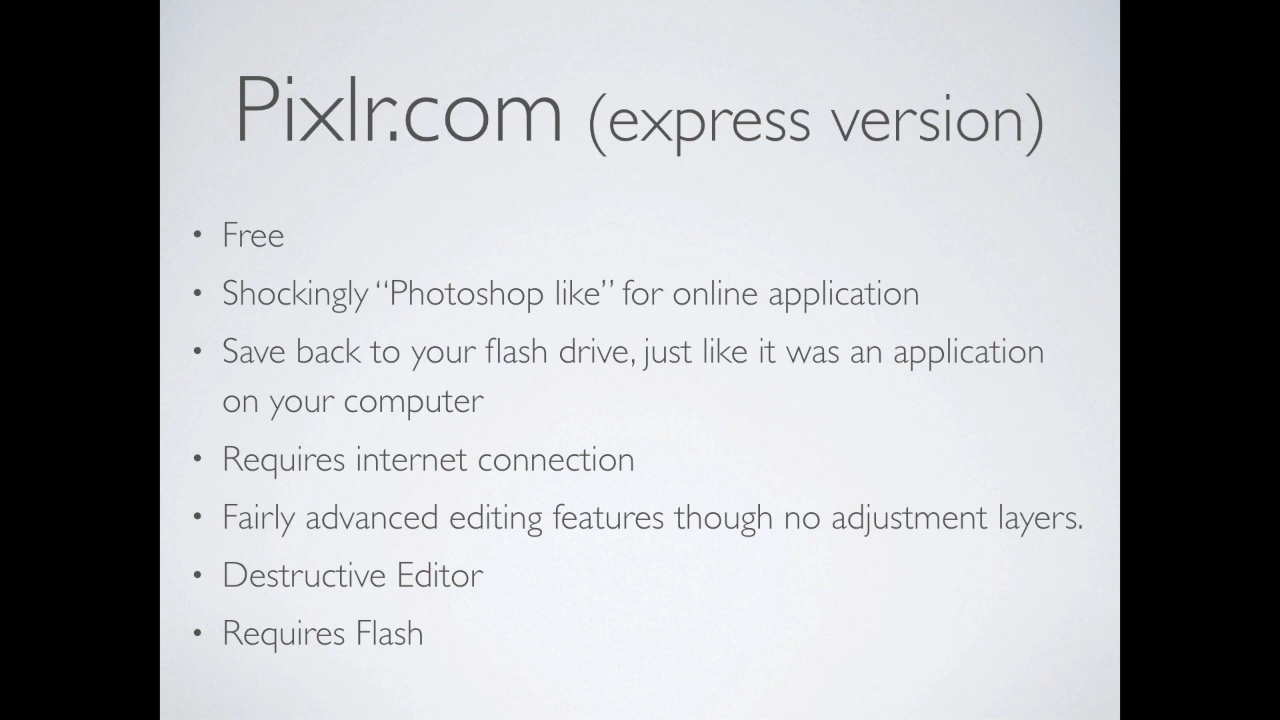 Pixlr.com (express version)
• Free
• Shockingly “Photoshop like” for online application
• Save back to your flash drive, just like it was an application
on your computer
• Requires internet connection
• Fairly advanced editing features though no adjustment layers.
• Destructive Editor
• Requires Flash